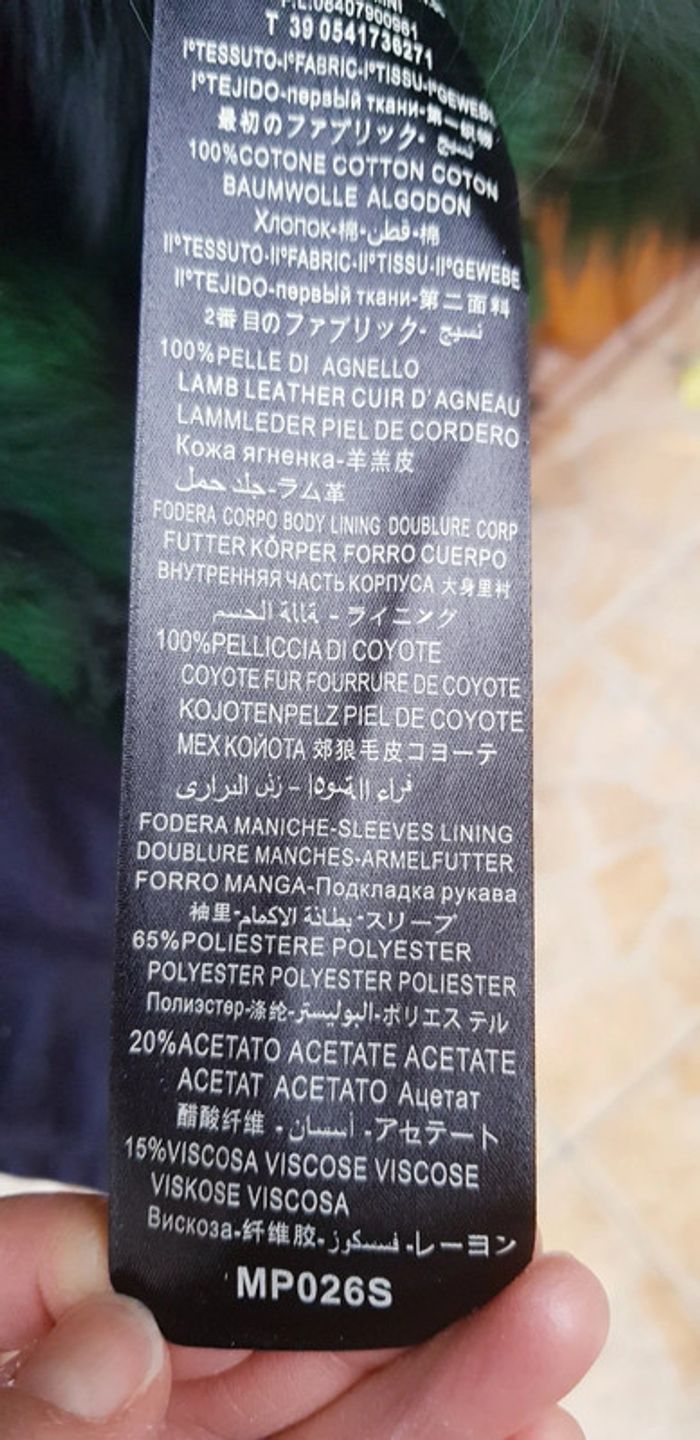 P.I.08407900961
T 39 0541736271
I°TESSUTO-I°FABRIC-I°TISSU-I°GEWEBE
I°TEJIDO-первый ткани-第一织物
最初のファブリック- نسيج
100%COTONE COTTON COTON
BAUMWOLLE ALGODON
Хлопок-棉-قطن-棉
II°TESSUTO-II°FABRIC-II°TISSU-II°GEWEBE
II°TEJIDO-первый ткани-第二面料
2番目のファブリック- نسيج
100%PELLE DI AGNELLO
LAMB LEATHER CUIR D'AGNEAU
LAMMLEDER PIEL DE CORDERO
Кожа ягненка-羊羔皮
جلد حمل-ラム革
FODERA CORPO BODY LINING DOUBLURE CORP
FUTTER KÖRPER FORRO CUERPO
ВНУТРЕННЯЯ ЧАСТЬ КОРПУСА 大身里衬
- ライニング
100%PELLICCIA DI COYOTE
COYOTE FUR FOURRURE DE COYOTE
KOJOTENPELZ PIEL DE COYOTE
МЕХ КОЙОТА 郊狼毛皮コヨーテ
فراء
FODERA MANICHE-SLEEVES LINING
DOUBLURE MANCHES-ARMELFUTTER
FORRO MANGA-Подкладка рукава
袖里-بطانة الاكمام-スリーブ
65%POLIESTERE POLYESTER
POLYESTER POLYESTER POLIESTER
Полиэстер-涤纶-البوليستر-ポリエス テル
20%ACETATO ACETATE ACETATE
ACETAT ACETATO Ацетат
醋酸纤维 - أسسان -アセテート
15%VISCOSA VISCOSE VISCOSE
VISKOSE VISCOSA
Вискоза-纤维胶-فسسكوز-レーヨン
MP026S